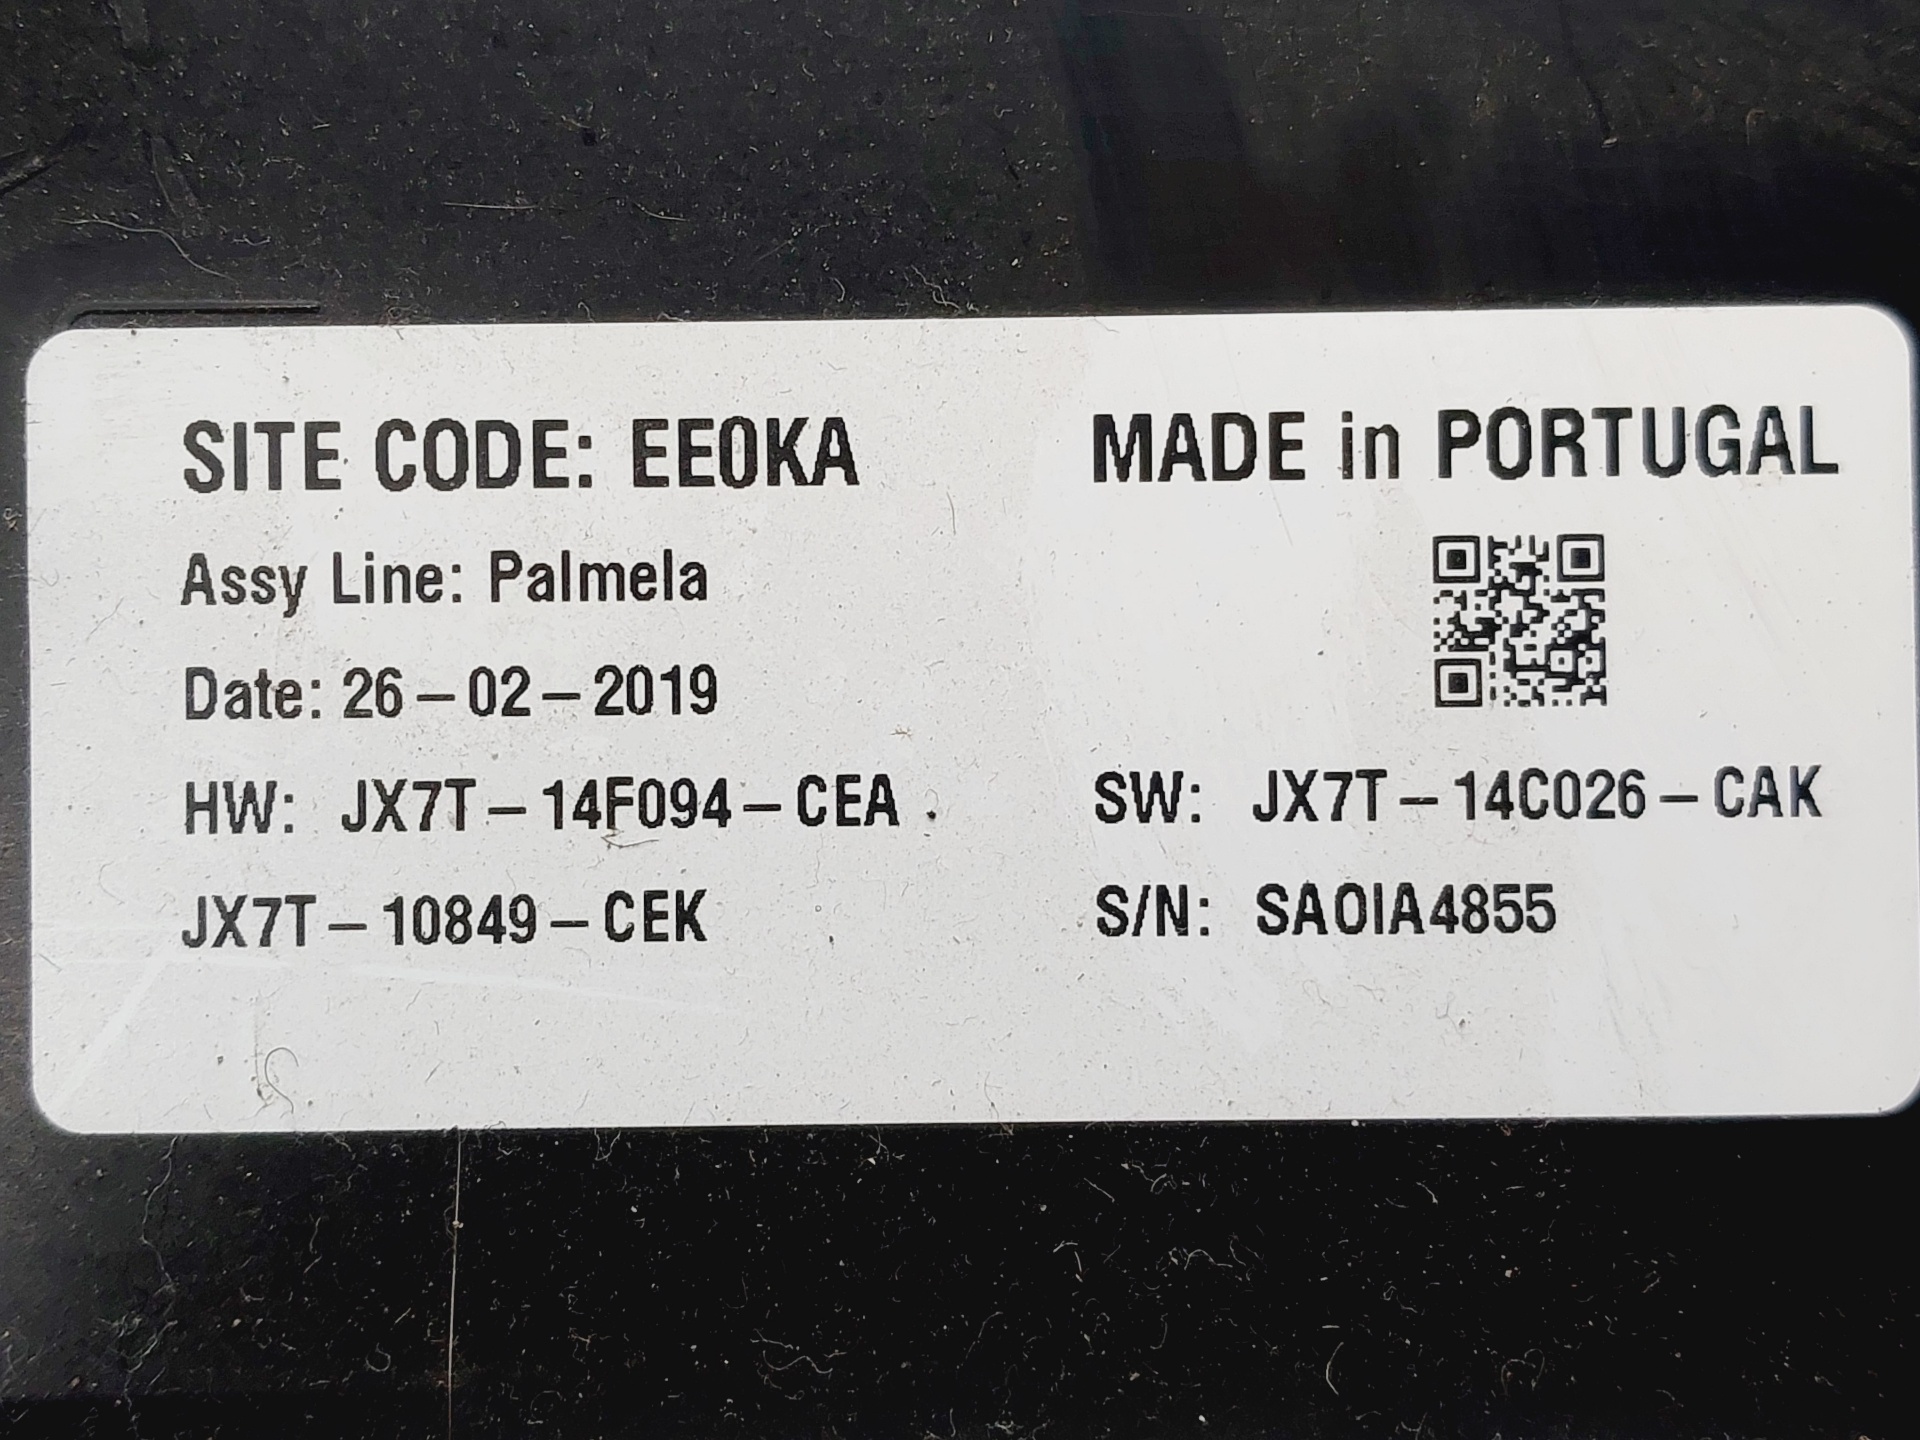 SITE CODE: EE0KA
MADE in PORTUGAL
Assy Line: Palmela
Date: 26-02-2019
HW: JX7T-14F094-CEA
SW: JX7T-14C026-CAK
JX7T-10849-CEK
S/N: SA0IA4855